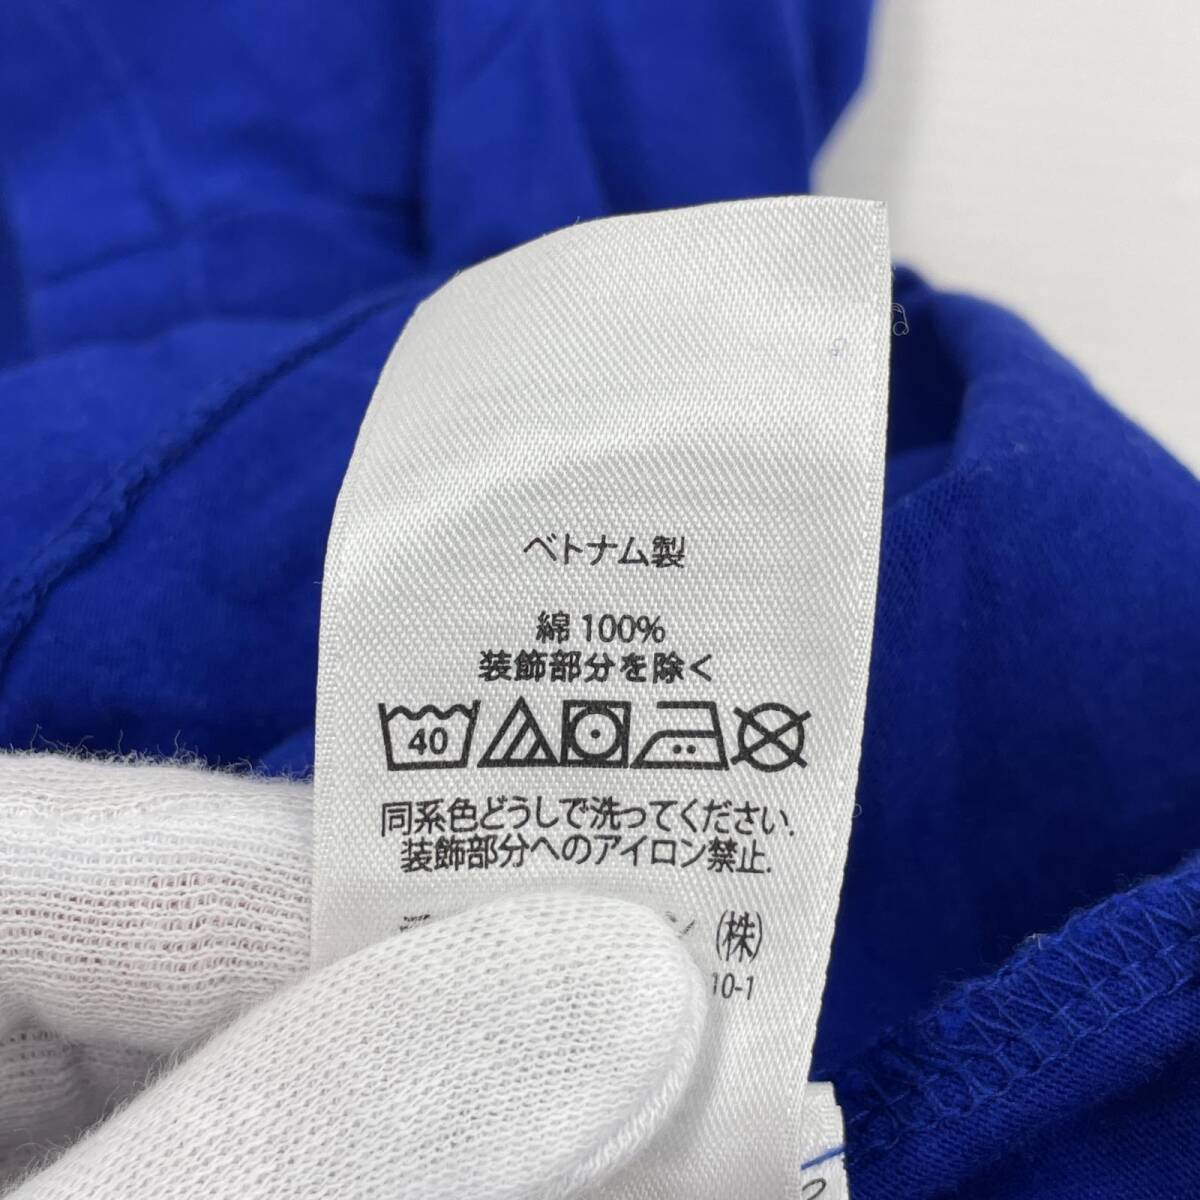 ベトナム製
綿 100%
装飾部分を除く
40
同系色どうしで洗ってください.
装飾部分へのアイロン禁止.
(株)
10-1